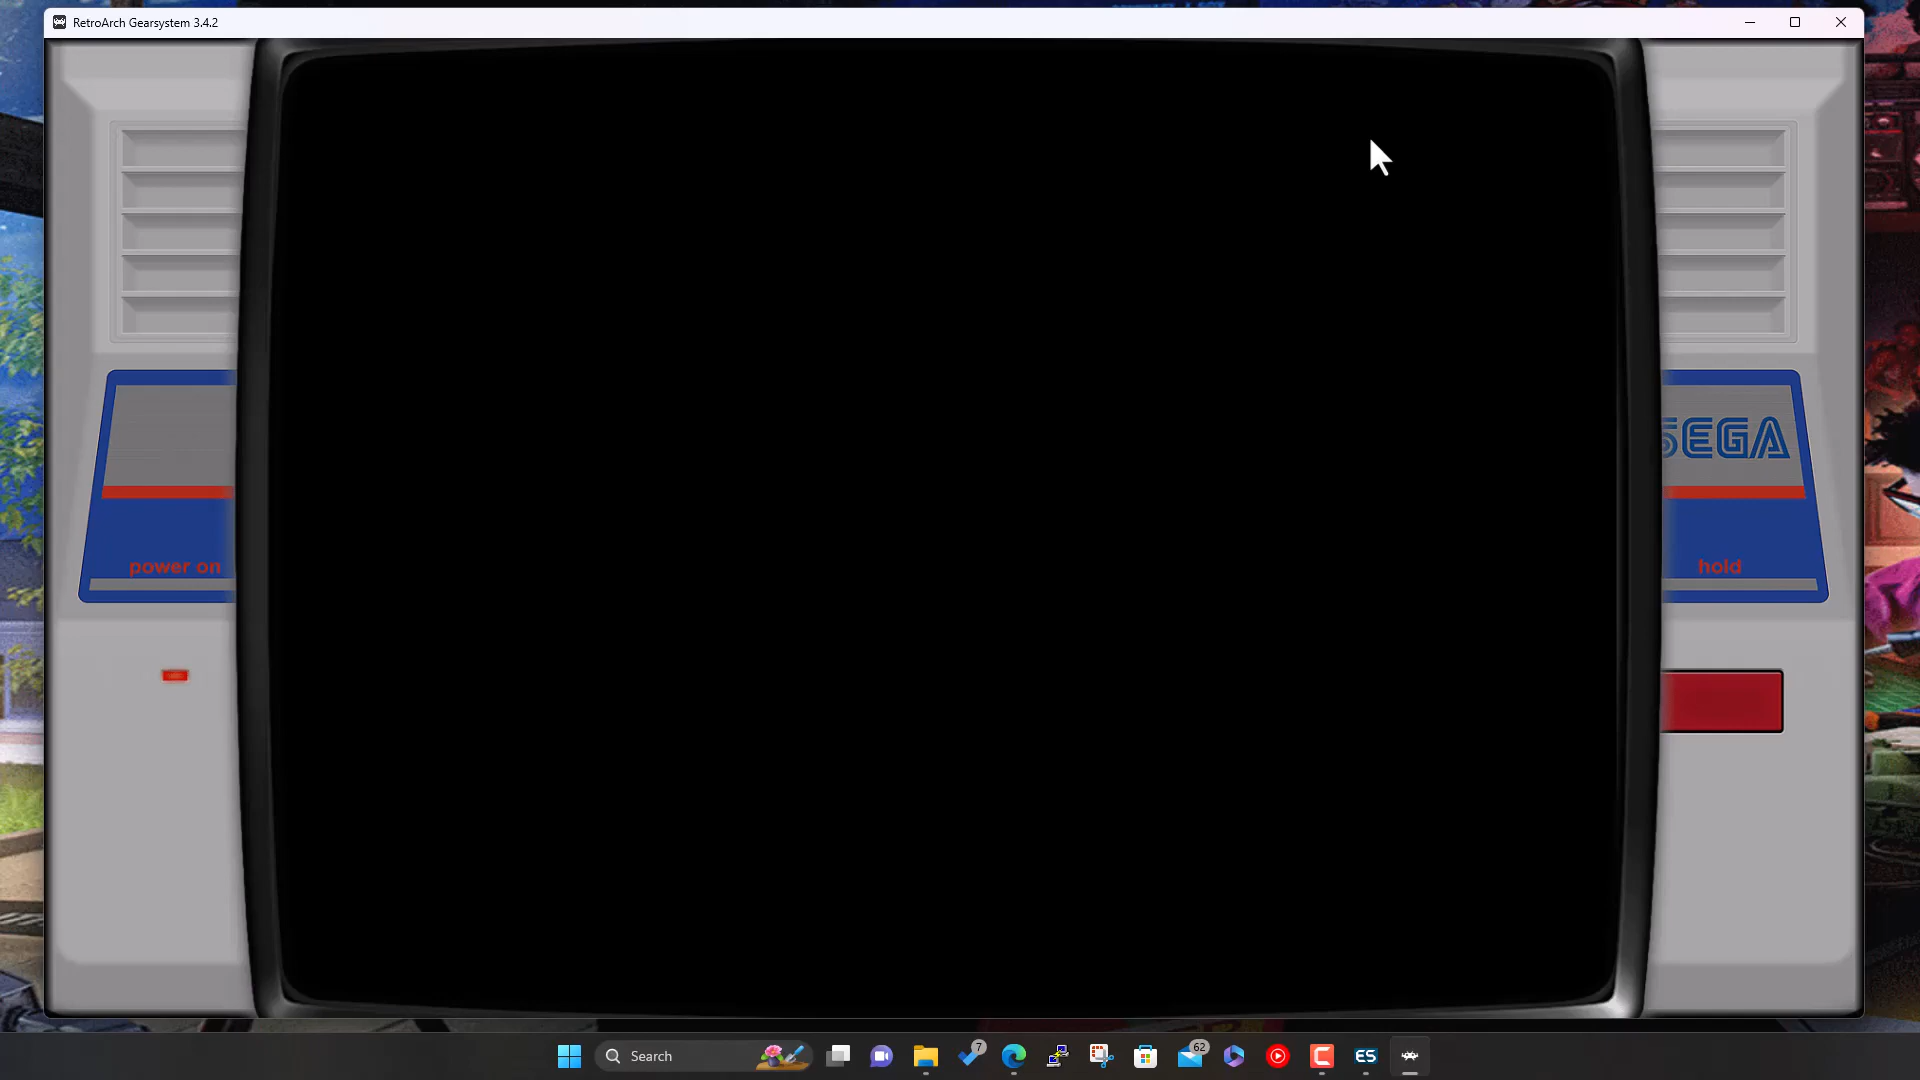 RetroArch Gearsystem 3.4.2
SEGA
power on
hold
Search
7
62
ES